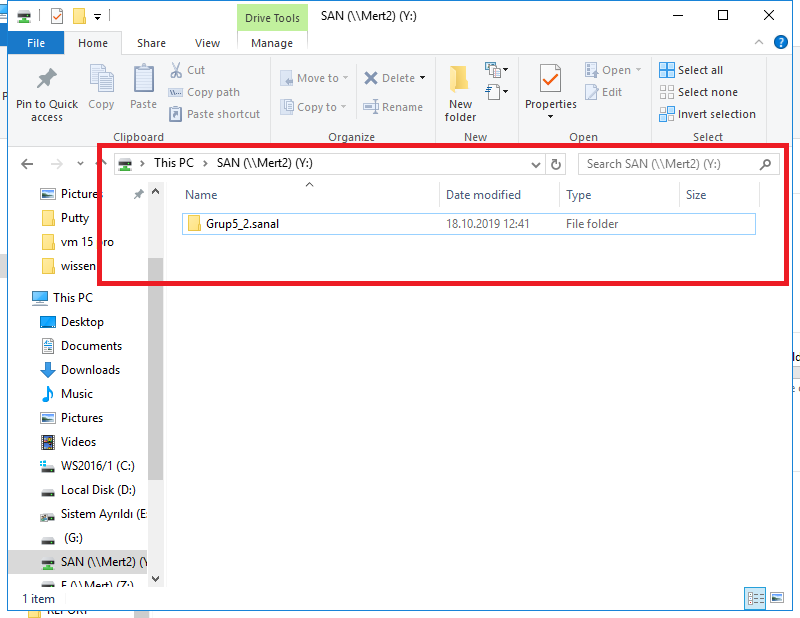 Drive Tools
SAN (\\Mert2) (Y:)
File
Home
Share
View
Manage
Pin to Quick access
Copy
Paste
Cut
Copy path
Paste shortcut
Clipboard
Move to
Copy to
Delete
Rename
Organize
New folder
New
Properties
Open
Edit
Open
Select all
Select none
Invert selection
Select
This PC > SAN (\\Mert2) (Y:)
Search SAN (\\Mert2) (Y:)
Name
Date modified
Type
Size
Grup5_2.sanal
18.10.2019 12:41
File folder
Pictures
Putty
vm 15 pro
wissen
This PC
Desktop
Documents
Downloads
Music
Pictures
Videos
WS2016/1 (C:)
Local Disk (D:)
Sistem Ayrıldı (E
(G:)
SAN (\\Mert2) (Y
F (\\Mert) (Z:)
1 item
REPORT